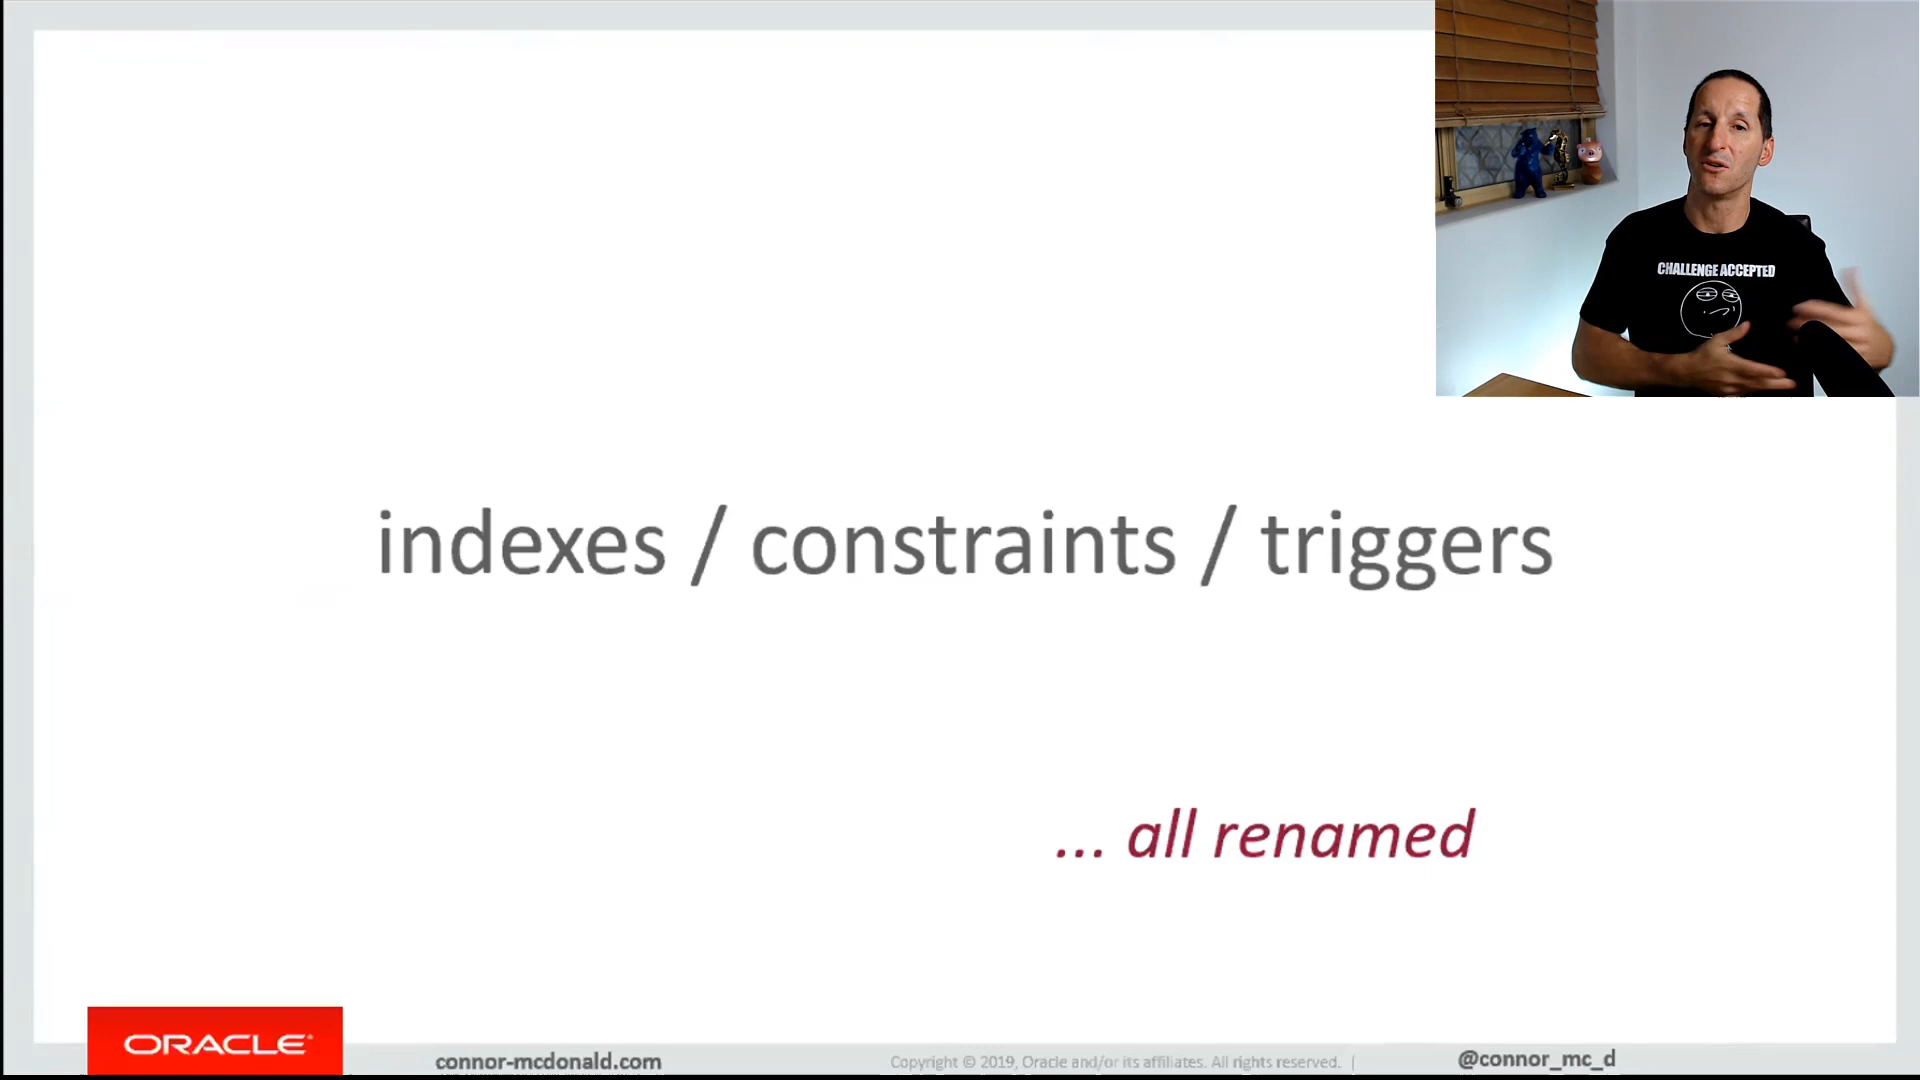 CHALLENGE ACCEPTED
indexes / constraints / triggers
... all renamed
ORACLE
connor-mcdonald.com
Copyright © 2019, Oracle and/or its affiliates. All rights reserved. |
@connor_mc_d